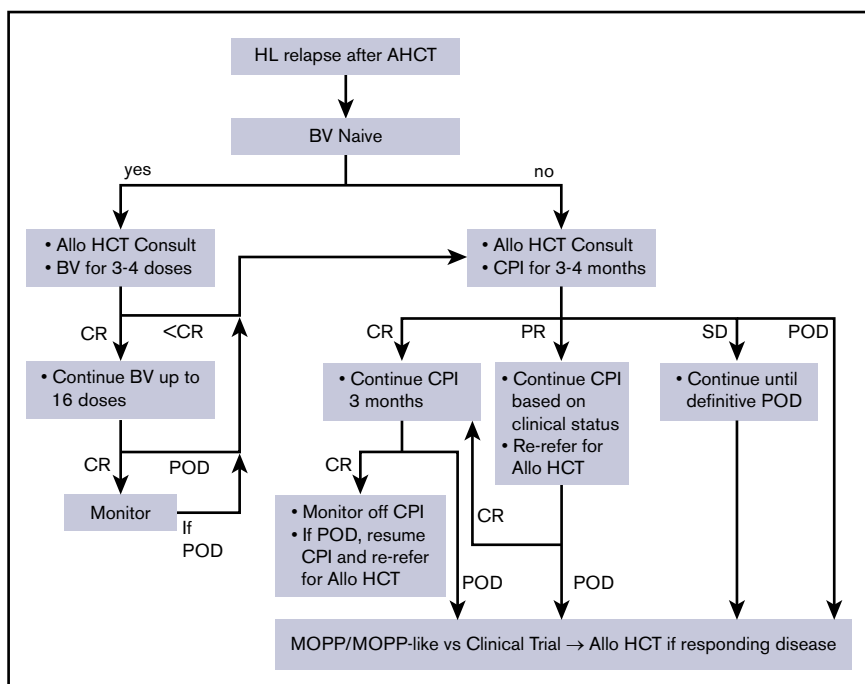 HL relapse after AHCT
BV Naive
yes
no
• Allo HCT Consult
• BV for 3-4 doses
• Allo HCT Consult
• CPI for 3-4 months
CR
<CR
CR
PR
SD
POD
• Continue BV up to
16 doses
• Continue CPI
3 months
• Continue CPI
based on
clinical status
• Re-refer for
Allo HCT
• Continue until
definitive POD
CR
POD
Monitor
If
POD
CR
• Monitor off CPI
• If POD, resume
CPI and re-refer
for Allo HCT
CR
POD
POD
MOPP/MOPP-like vs Clinical Trial → Allo HCT if responding disease